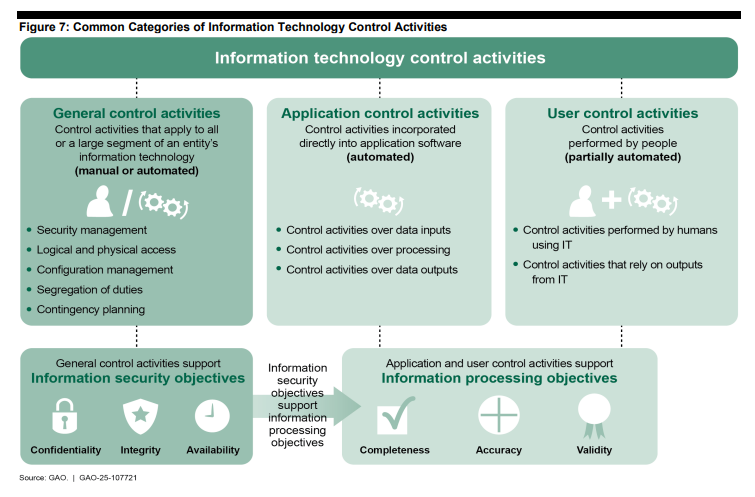 Figure 7: Common Categories of Information Technology Control Activities
Information technology control activities
General control activities
Control activities that apply to all
or a large segment of an entity's
information technology
(manual or automated)
• Security management
• Logical and physical access
• Configuration management
• Segregation of duties
• Contingency planning
Application control activities
Control activities incorporated
directly into application software
(automated)
• Control activities over data inputs
• Control activities over processing
• Control activities over data outputs
User control activities
Control activities
performed by people
(partially automated)
• Control activities performed by humans
using IT
• Control activities that rely on outputs
from IT
General control activities support
Information security objectives
Confidentiality
Integrity
Availability
Information
security
objectives
support
information
processing
objectives
Application and user control activities support
Information processing objectives
Completeness
Accuracy
Validity
Source: GAO. | GAO-25-107721